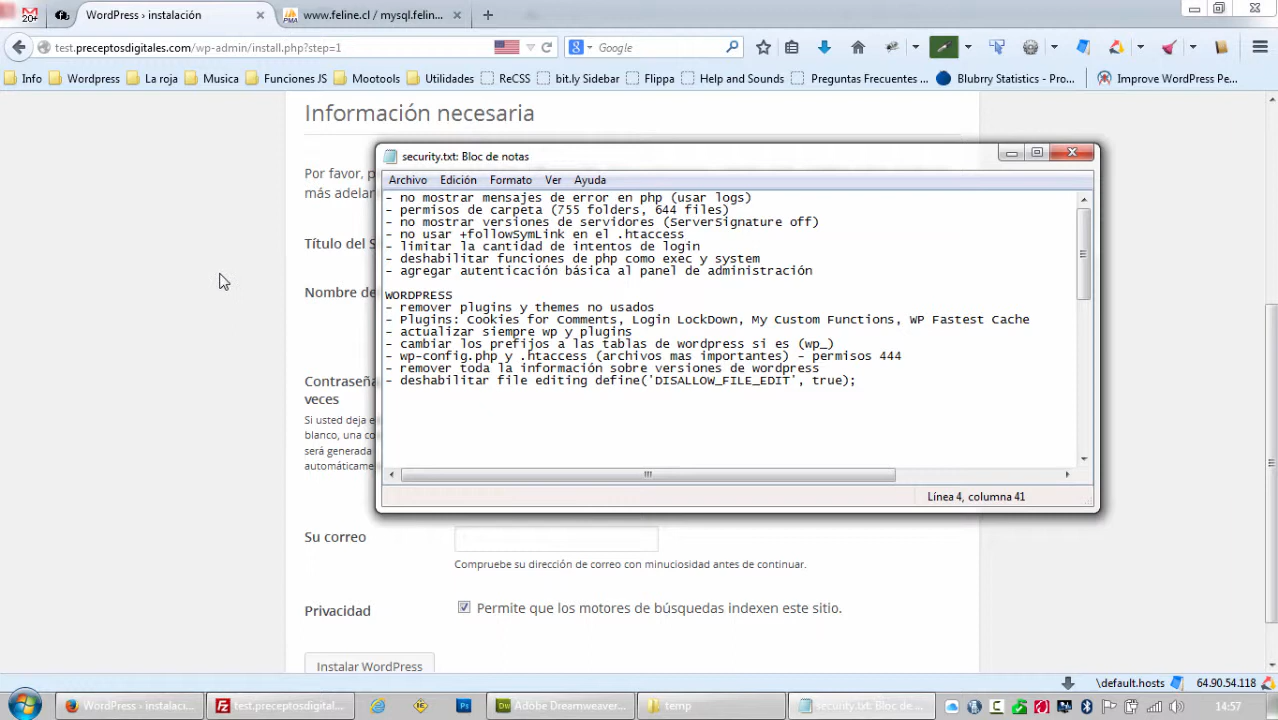 20+
WordPress › instalación
www.feline.cl / mysql.felin...
test.preceptosdigitales.com/wp-admin/install.php?step=1
Google
Info
Wordpress
La roja
Musica
Funciones JS
Mootools
Utilidades
ReCSS
bit.ly Sidebar
Flippa
Help and Sounds
Preguntas Frecuentes ...
Blubrry Statistics - Pro...
Improve WordPress Pe...
Información necesaria
Por favor, p
más adelar
Título del S
Nombre de
Contraseña
veces
Si usted deja e
blanco, una co
será generada
automáticame
security.txt: Bloc de notas
Archivo Edición Formato Ver Ayuda
- no mostrar mensajes de error en php (usar logs)
- permisos de carpeta (755 folders, 644 files)
- no mostrar versiones de servidores (ServerSignature off)
- no usar +followSymLink en el .htaccess
- limitar la cantidad de intentos de login
- deshabilitar funciones de php como exec y system
- agregar autenticación básica al panel de administración
WORDPRESS
- remover plugins y themes no usados
- Plugins: Cookies for Comments, Login LockDown, My Custom Functions, WP Fastest Cache
- actualizar siempre wp y plugins
- cambiar los prefijos a las tablas de wordpress si es (wp_)
- wp-config.php y .htaccess (archivos mas importantes) - permisos 444
- remover toda la información sobre versiones de wordpress
- deshabilitar file editing define('DISALLOW_FILE_EDIT', true);
Línea 4, columna 41
Su correo
Compruebe su dirección de correo con minuciosidad antes de continuar.
Privacidad
Permite que los motores de búsquedas indexen este sitio.
Instalar WordPress
\default.hosts
64.90.54.118
WordPress › instalaci...
test.preceptosdigital...
Adobe Dreamweaver...
temp
security.txt: Bloc de ...
14:57